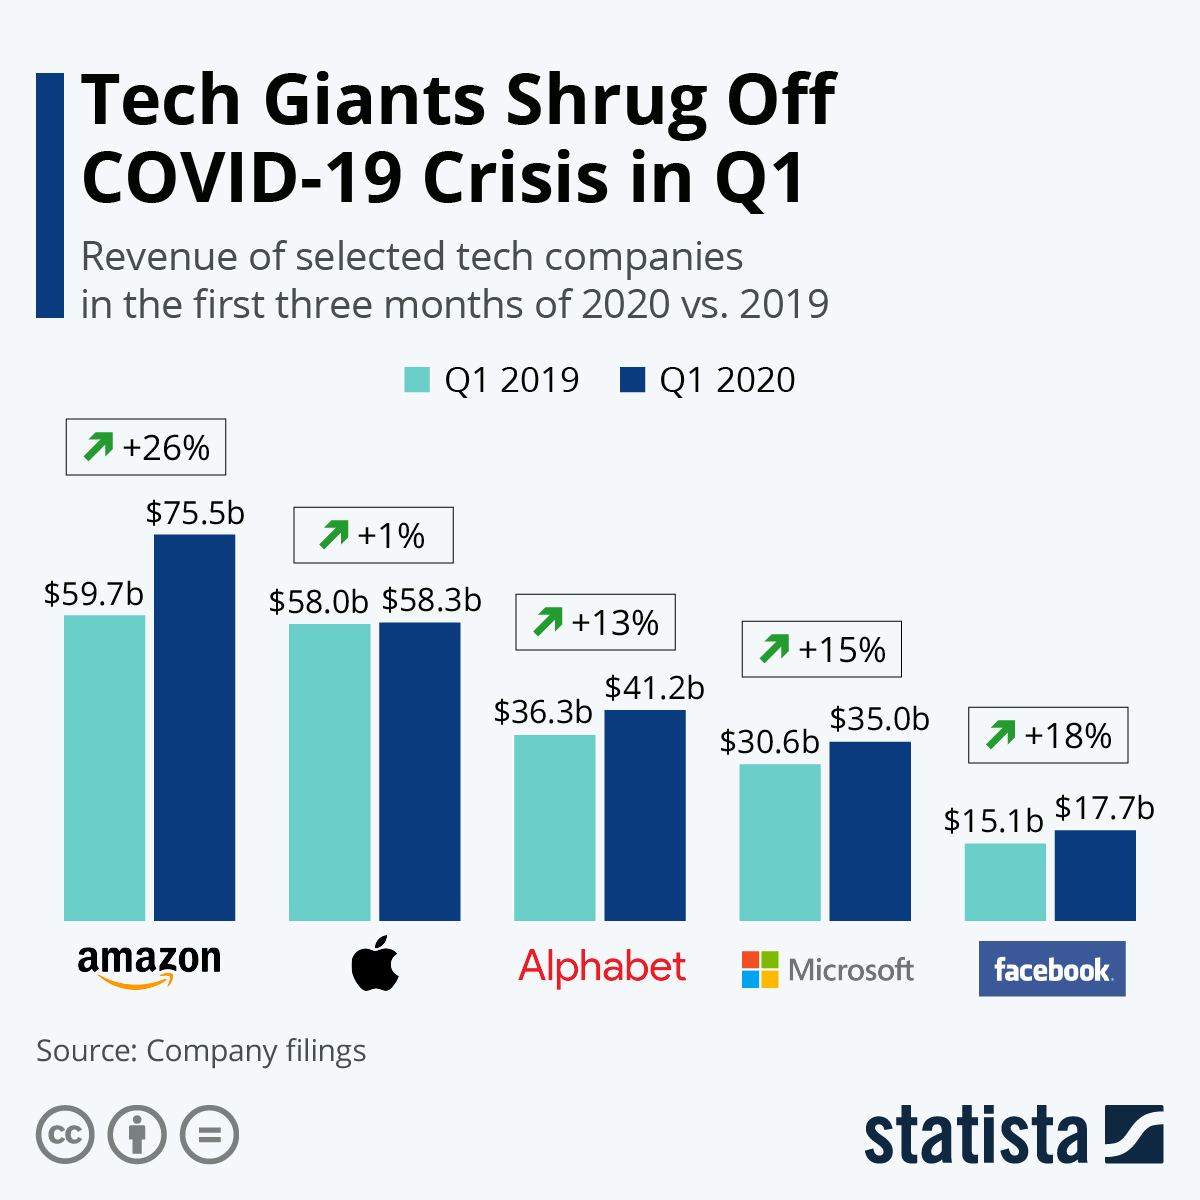 Tech Giants Shrug Off
COVID-19 Crisis in Q1
Revenue of selected tech companies
in the first three months of 2020 vs. 2019
Q1 2019
Q1 2020
+26%
$59.7b
$75.5b
+1%
$58.0b
$58.3b
+13%
$36.3b
$41.2b
+15%
$30.6b
$35.0b
+18%
$15.1b
$17.7b
amazon
Alphabet
Microsoft
facebook
Source: Company filings
cc
statista